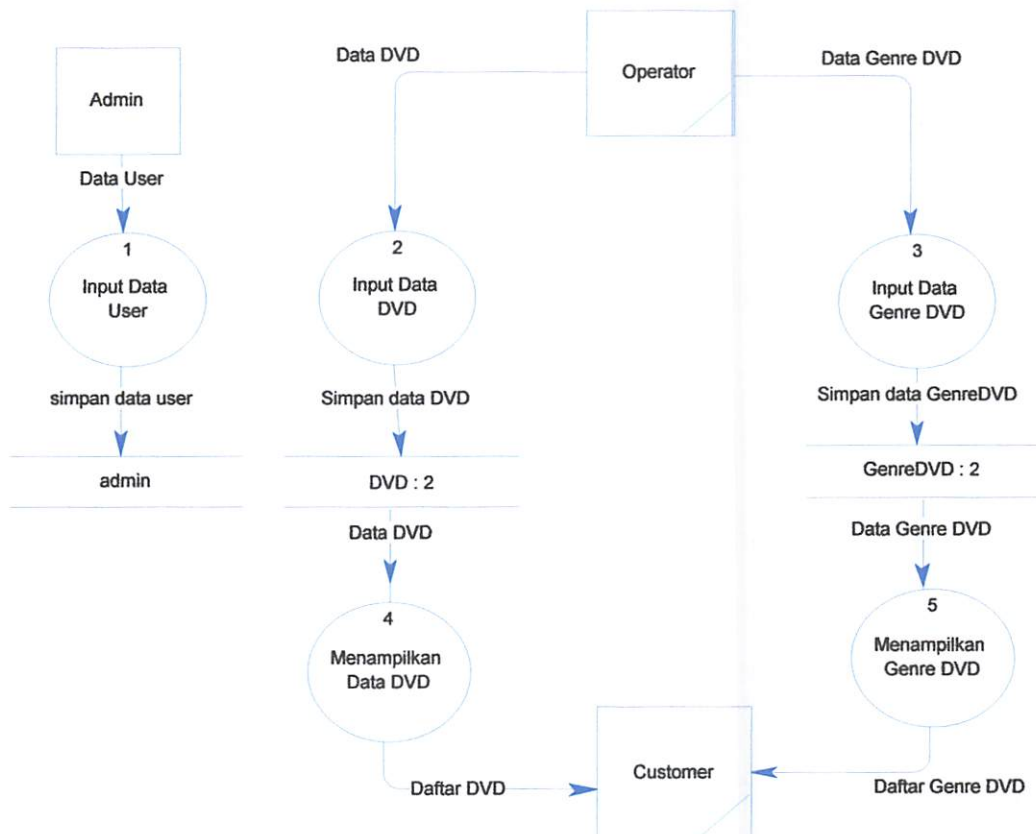 Data DVD
Operator
Data Genre DVD
Admin
Data User
1
Input Data
User
2
Input Data
DVD
3
Input Data
Genre DVD
simpan data user
Simpan data DVD
Simpan data GenreDVD
admin
DVD : 2
GenreDVD : 2
Data DVD
Data Genre DVD
4
Menampilkan
Data DVD
5
Menampilkan
Genre DVD
Customer
Daftar DVD
Daftar Genre DVD